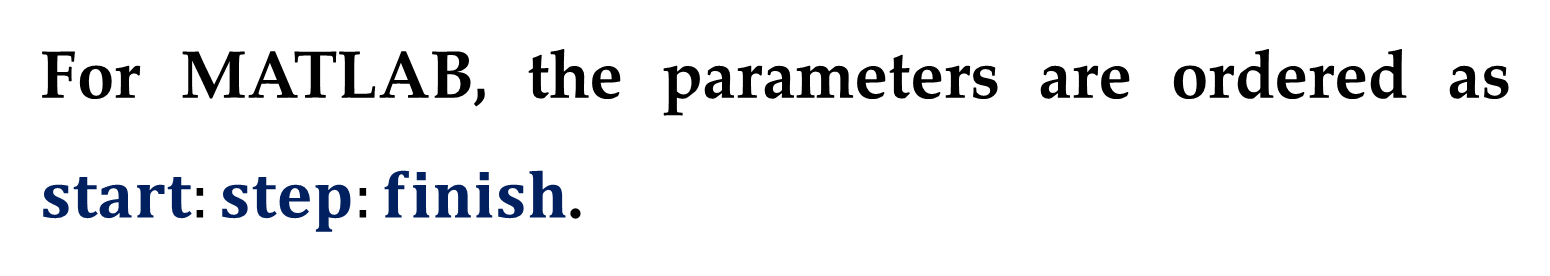 For MATLAB, the parameters are ordered as
start: step: finish.